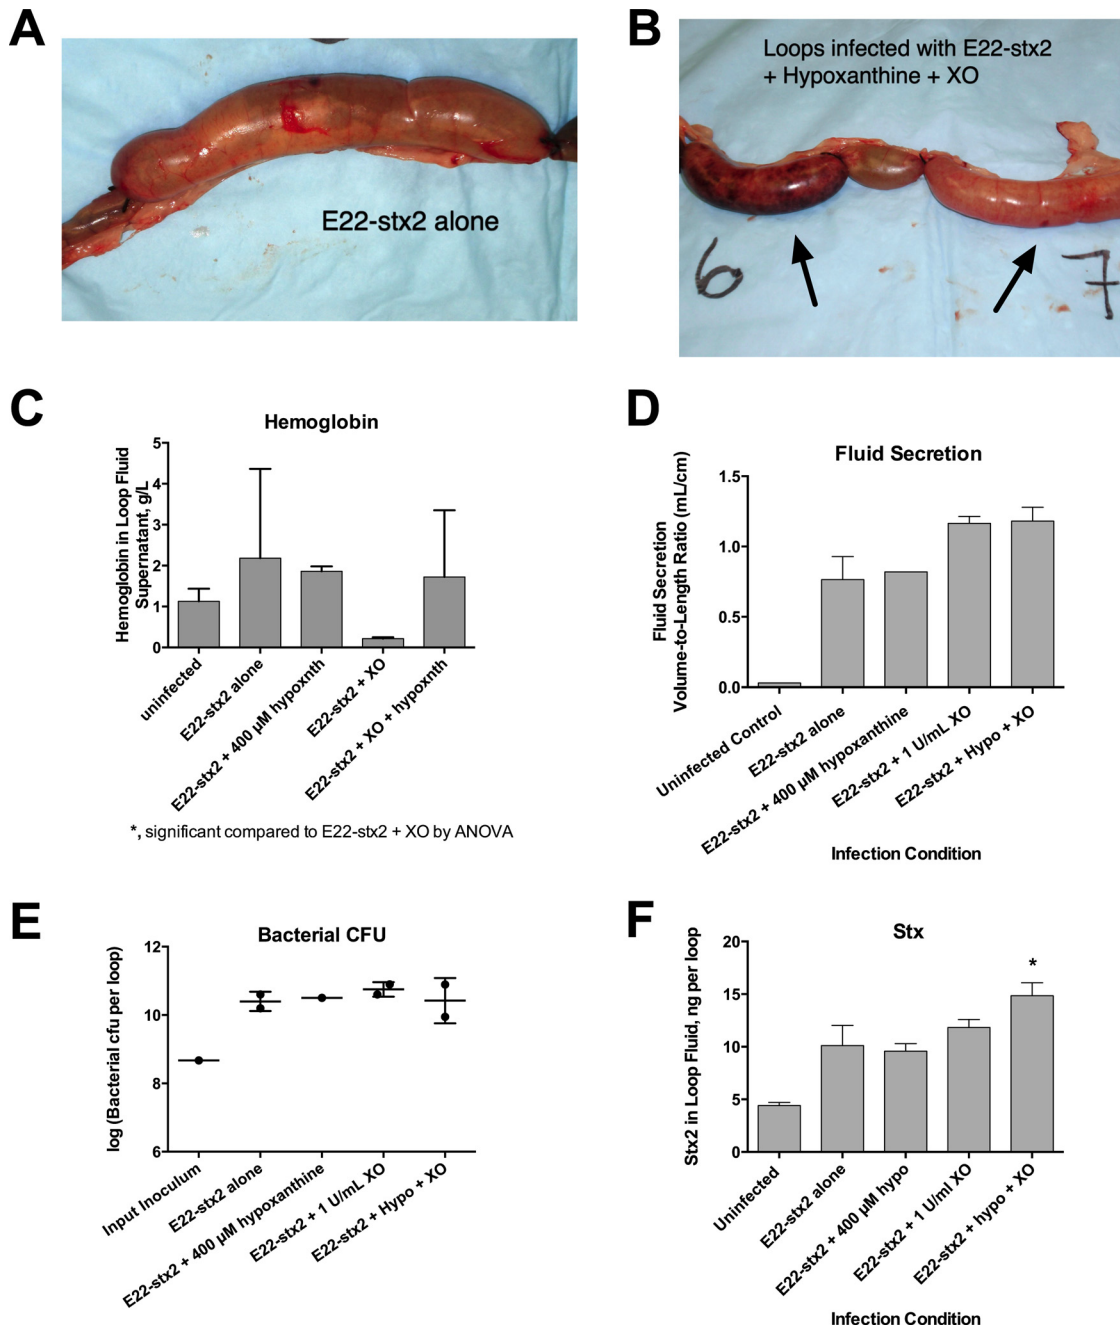 A
E22-stx2 alone
B
Loops infected with E22-stx2
+ Hypoxanthine + XO
6
7
C
Hemoglobin
Hemoglobin in Loop Fluid
Supernatant, g/L
5
4
3
2
1
0
uninfected
E22-stx2 alone
E22-stx2 + 400 µM hypoxnth
E22-stx2 + XO
E22-stx2 + XO + hypoxnth
*, significant compared to E22-stx2 + XO by ANOVA
D
Fluid Secretion
Fluid Secretion
Volume-to-Length Ratio (mL/cm)
1.5
1.0
0.5
0.0
Uninfected Control
E22-stx2 alone
E22-stx2 + 400 µM hypoxanthine
E22-stx2 + 1 U/mL XO
E22-stx2 + Hypo + XO
Infection Condition
E
Bacterial CFU
log (Bacterial cfu per loop)
12
10
8
6
Input Inoculum
E22-stx2 alone
E22-stx2 + 400 µM hypoxanthine
E22-stx2 + 1 U/mL XO
E22-stx2 + Hypo + XO
F
Stx
Stx2 in Loop Fluid, ng per loop
20
15
10
5
0
*
Uninfected
E22-stx2 alone
E22-stx2 + 400 µM hypo
E22-stx2 + 1 U/ml XO
E22-stx2 + hypo + XO
Infection Condition